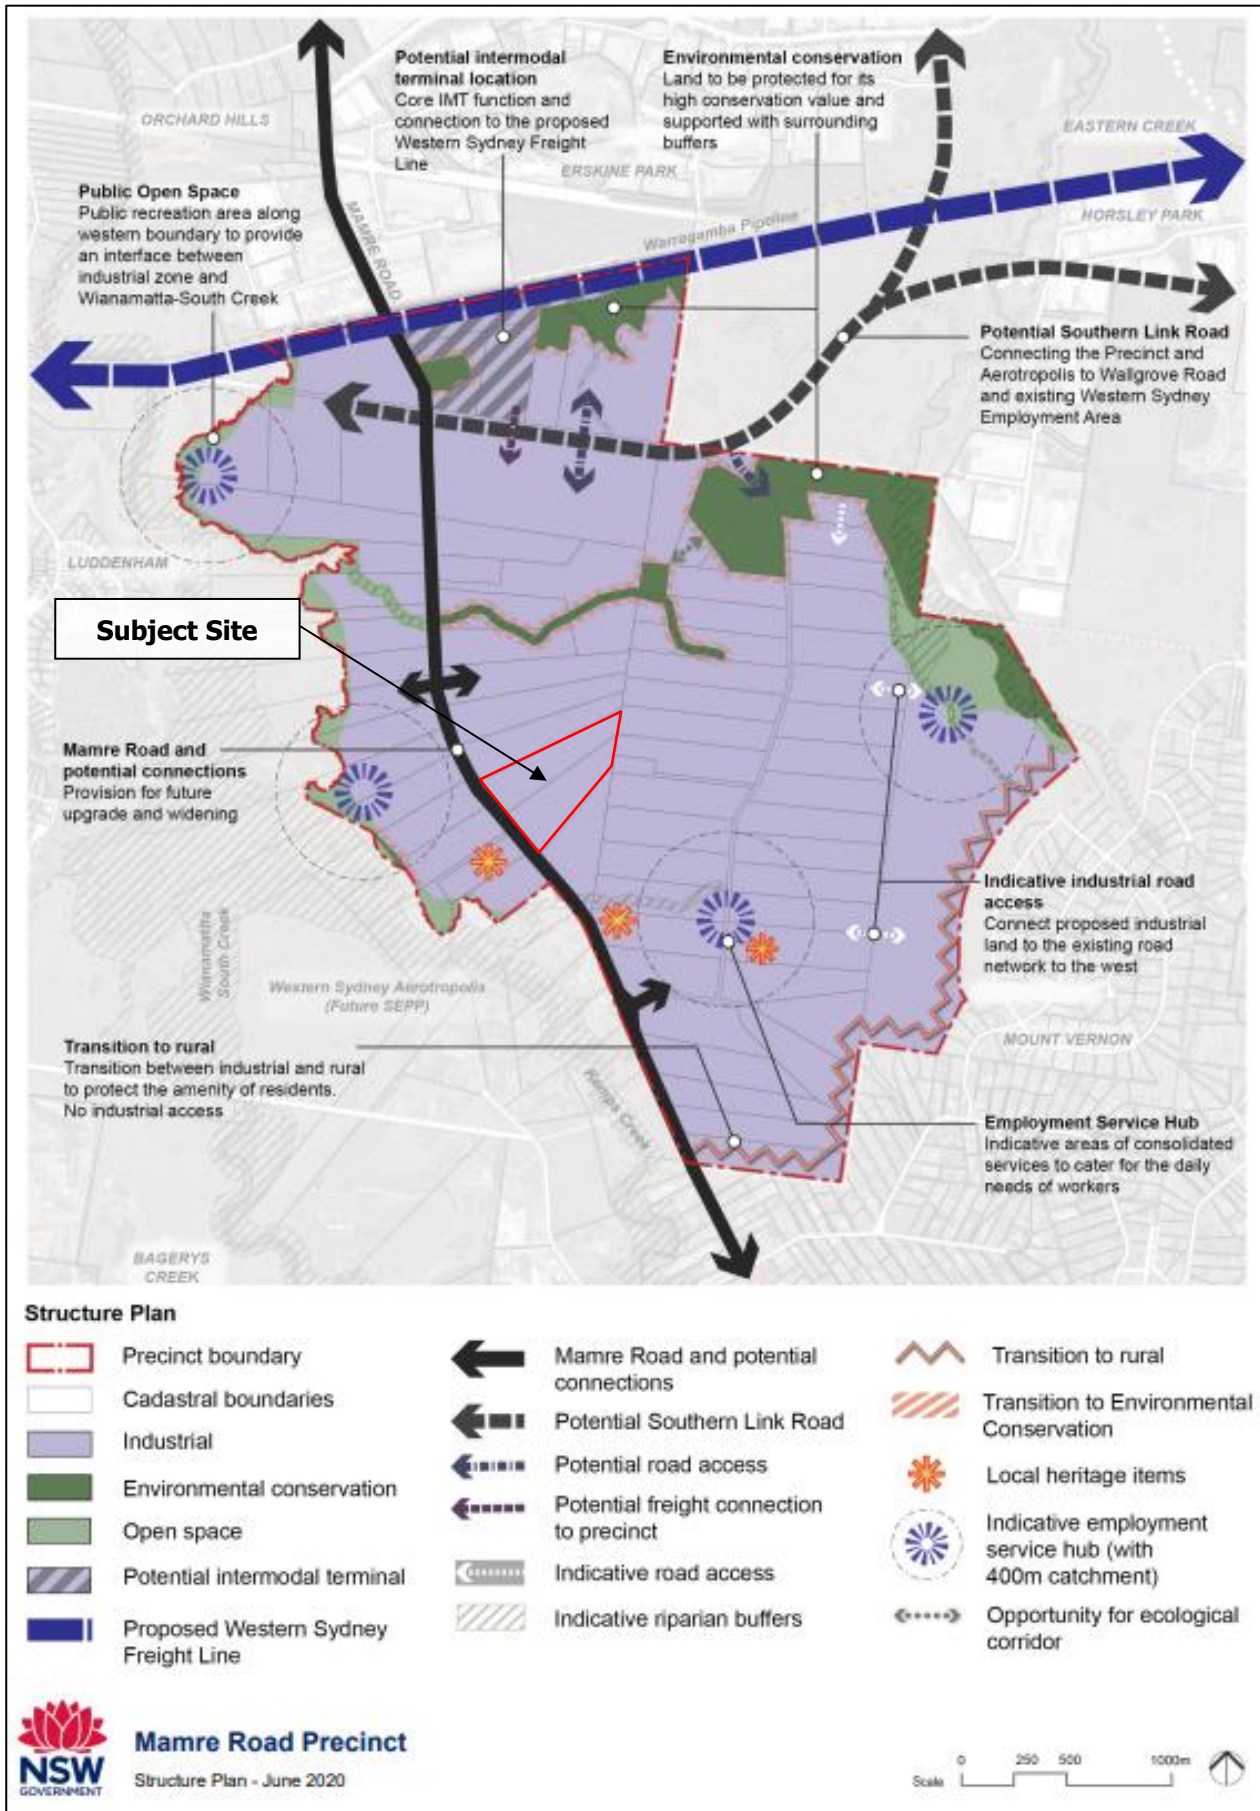 Potential intermodal
terminal location
Core IMT function and
connection to the proposed
Western Sydney Freight
Line
Environmental conservation
Land to be protected for its
high conservation value and
supported with surrounding
buffers
ORCHARD HILLS
ERSKINE PARK
EASTERN CREEK
Public Open Space
Public recreation area along
western boundary to provide
an interface between
industrial zone and
Wianamatta-South Creek
MAMRE ROAD
Warragamba Pipeline
HORSLEY PARK
Potential Southern Link Road
Connecting the Precinct and
Aerotropolis to Wallgrove Road
and existing Western Sydney
Employment Area
LUDDENHAM
Subject Site
Mamre Road and
potential connections
Provision for future
upgrade and widening
Indicative industrial road
access
Connect proposed industrial
land to the existing road
network to the west
Wianamatta
South Creek
Western Sydney Aerotropolis
(Future SEPP)
MOUNT VERNON
Transition to rural
Transition between industrial and rural
to protect the amenity of residents.
No industrial access
Kemps Creek
Employment Service Hub
Indicative areas of consolidated
services to cater for the daily
needs of workers
BAGERYS
CREEK
Structure Plan
Precinct boundary
Cadastral boundaries
Industrial
Environmental conservation
Open space
Potential intermodal terminal
Proposed Western Sydney
Freight Line
Mamre Road and potential
connections
Potential Southern Link Road
Potential road access
Potential freight connection
to precinct
Indicative road access
Indicative riparian buffers
Transition to rural
Transition to Environmental
Conservation
Local heritage items
Indicative employment
service hub (with
400m catchment)
Opportunity for ecological
corridor
NSW
GOVERNMENT
Mamre Road Precinct
Structure Plan - June 2020
Scale
0 250 500 1000m